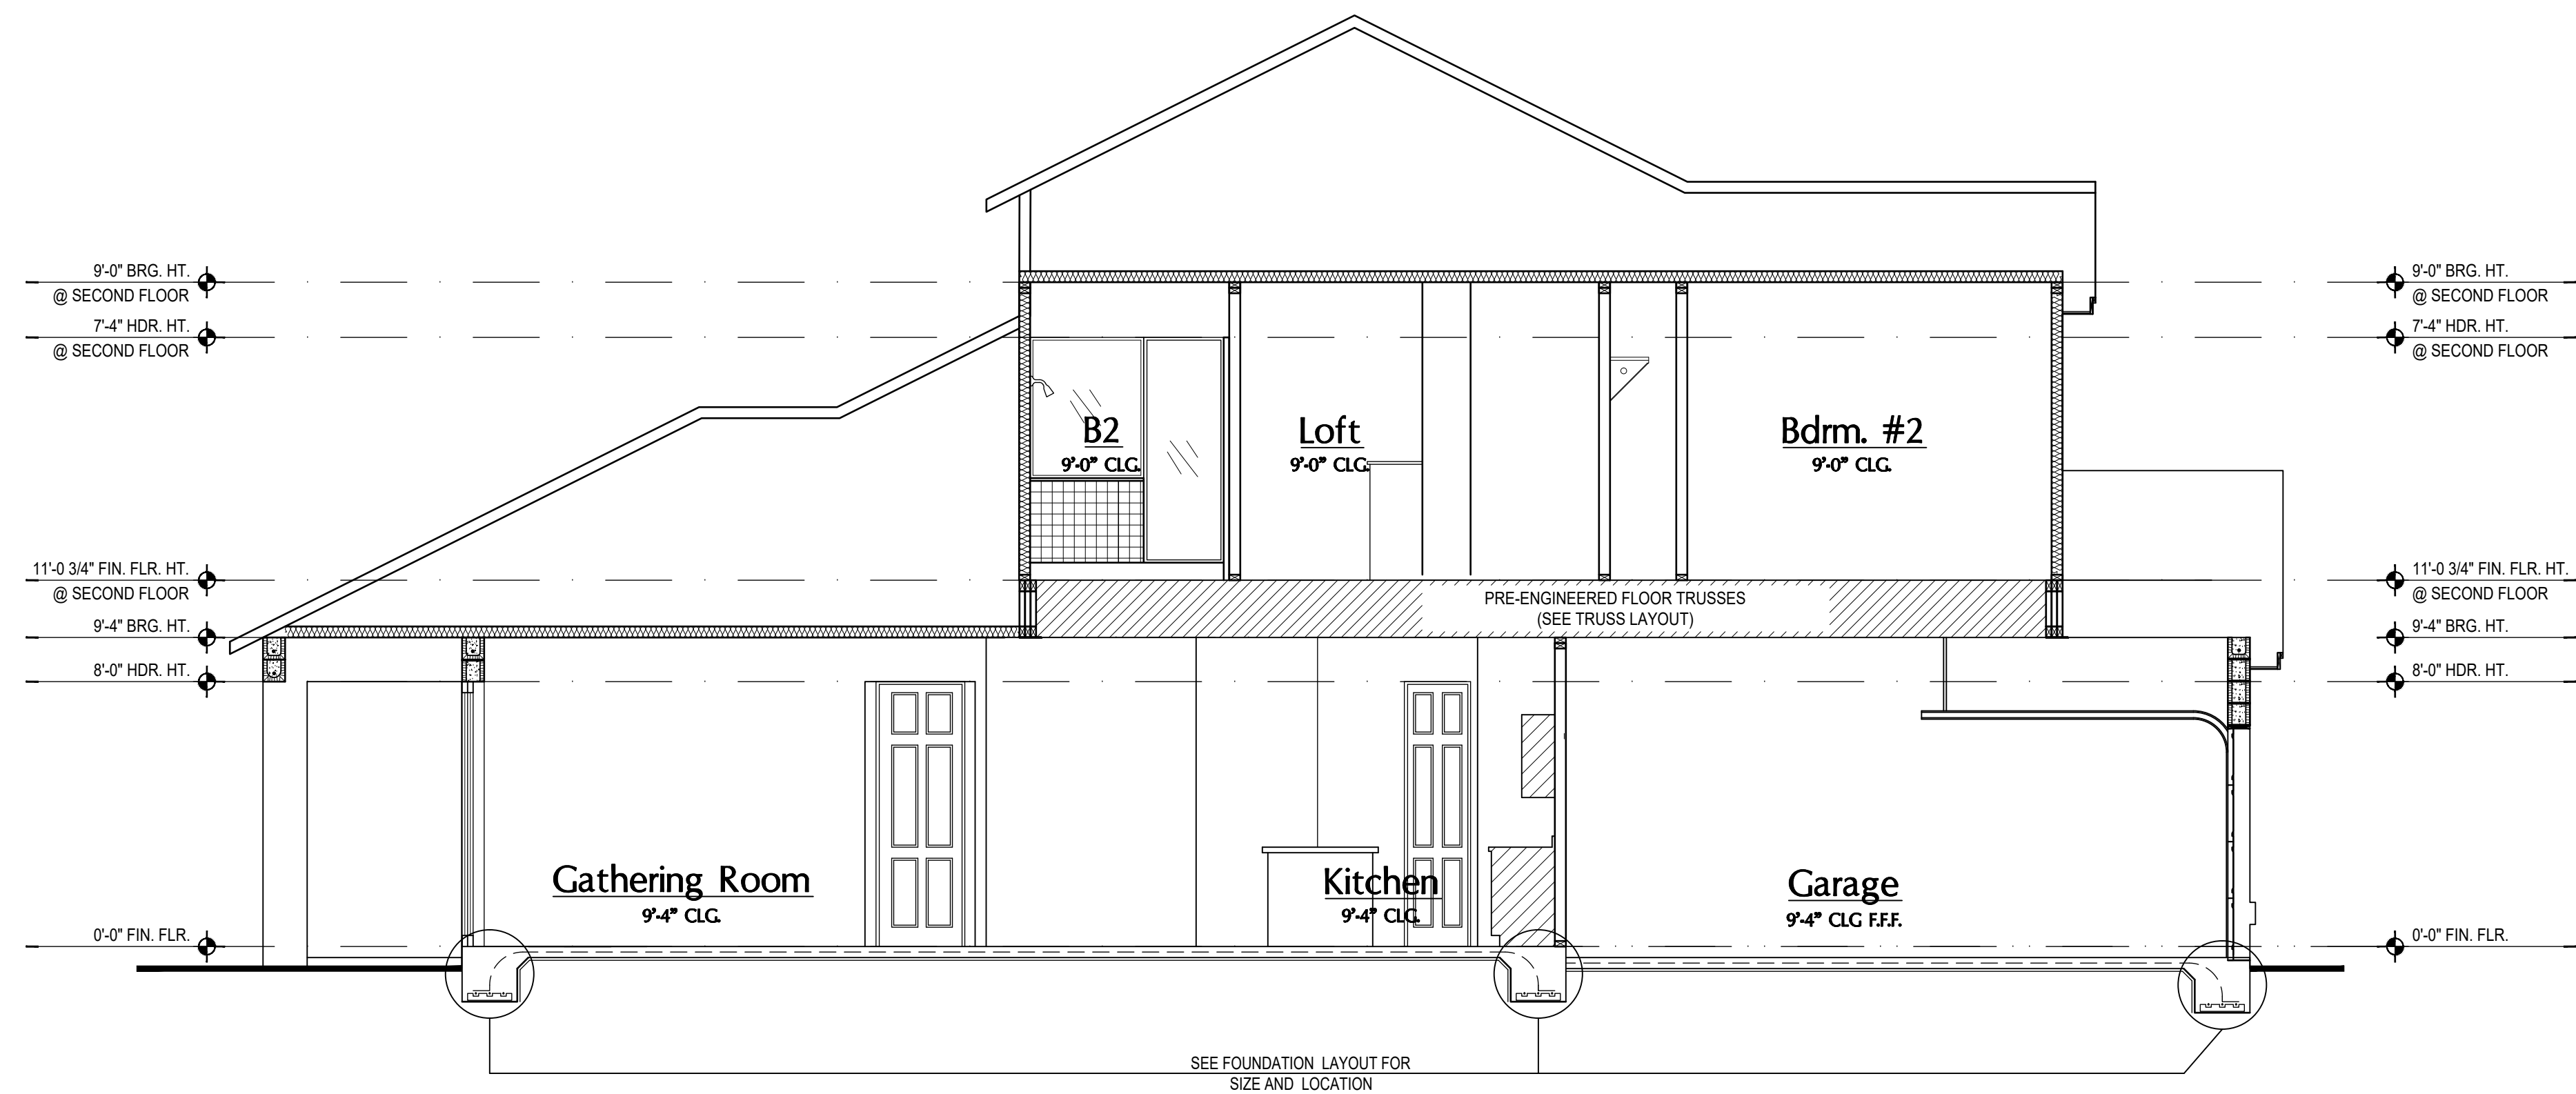 9'-0" BRG. HT.
@ SECOND FLOOR
7'-4" HDR. HT.
@ SECOND FLOOR
11'-0 3/4" FIN. FLR. HT.
@ SECOND FLOOR
9'-4" BRG. HT.
8'-0" HDR. HT.
0'-0" FIN. FLR.
B2
9'-0" CLG.
Loft
9'-0" CLG.
Bdrm. #2
9'-0" CLG.
PRE-ENGINEERED FLOOR TRUSSES
(SEE TRUSS LAYOUT)
Gathering Room
9'-4" CLG.
Kitchen
9'-4" CLG.
Garage
9'-4" CLG F.F.F.
SEE FOUNDATION LAYOUT FOR
SIZE AND LOCATION
9'-0" BRG. HT.
@ SECOND FLOOR
7'-4" HDR. HT.
@ SECOND FLOOR
11'-0 3/4" FIN. FLR. HT.
@ SECOND FLOOR
9'-4" BRG. HT.
8'-0" HDR. HT.
0'-0" FIN. FLR.